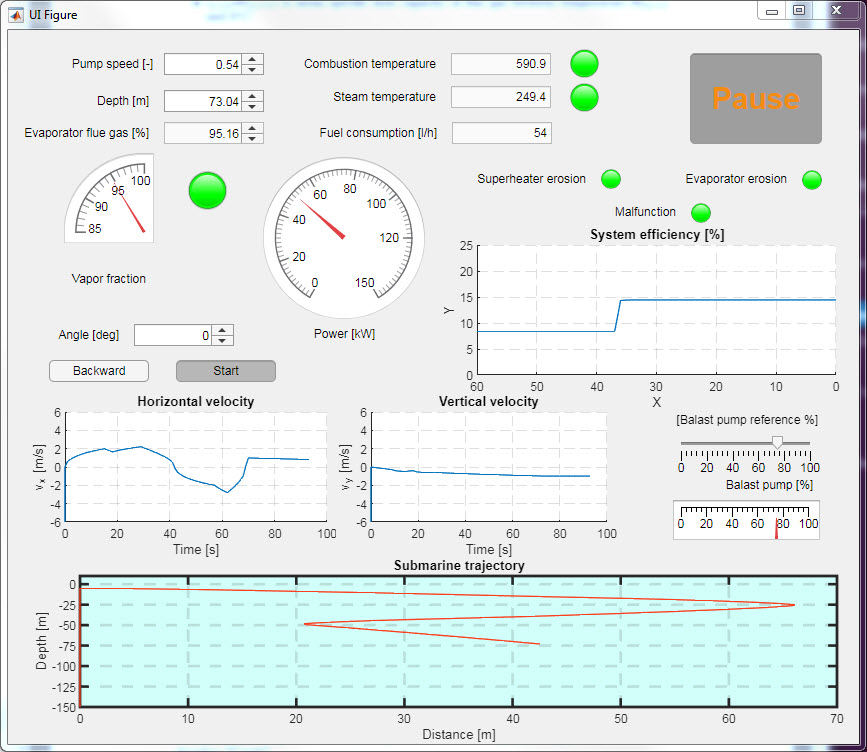 UI Figure
Pump speed [-] 0.54 Combustion temperature 590.9 Pause
Depth [m] 73.04 Steam temperature 249.4
Evaporator flue gas [%] 95.16 Fuel consumption [l/h] 54
85 90 95 100
0 20 40 60 80 100 120 150
Superheater erosion Evaporator erosion
Malfunction
Vapor fraction
Power [kW]
System efficiency [%]
25
20
15
10
5
0
Y
60 50 40 30 20 10 0
X
Angle [deg] 0
Backward Start
Horizontal velocity
6
4
2
0
-2
-4
-6
v_x [m/s]
0 20 40 60 80 100
Time [s]
Vertical velocity
6
4
2
0
-2
-4
-6
v_y [m/s]
0 20 40 60 80 100
Time [s]
[Balast pump reference %]
0 20 40 60 80 100
Balast pump [%]
0 20 40 60 80 100
Submarine trajectory
0
-25
-50
-75
-100
-125
-150
Depth [m]
0 10 20 30 40 50 60 70
Distance [m]